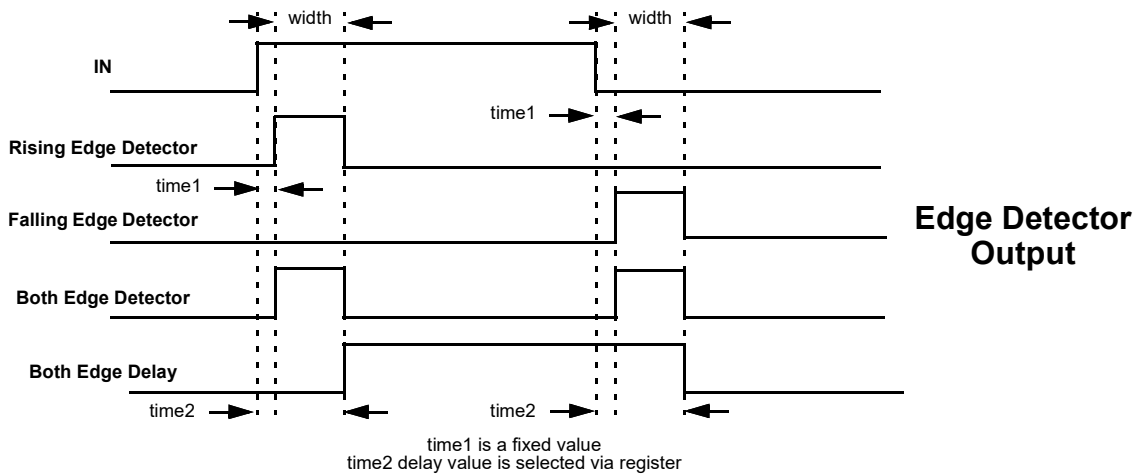 width
width
IN
time1
Rising Edge Detector
time1
Falling Edge Detector
Edge Detector
Output
Both Edge Detector
Both Edge Delay
time2
time2
time1 is a fixed value
time2 delay value is selected via register